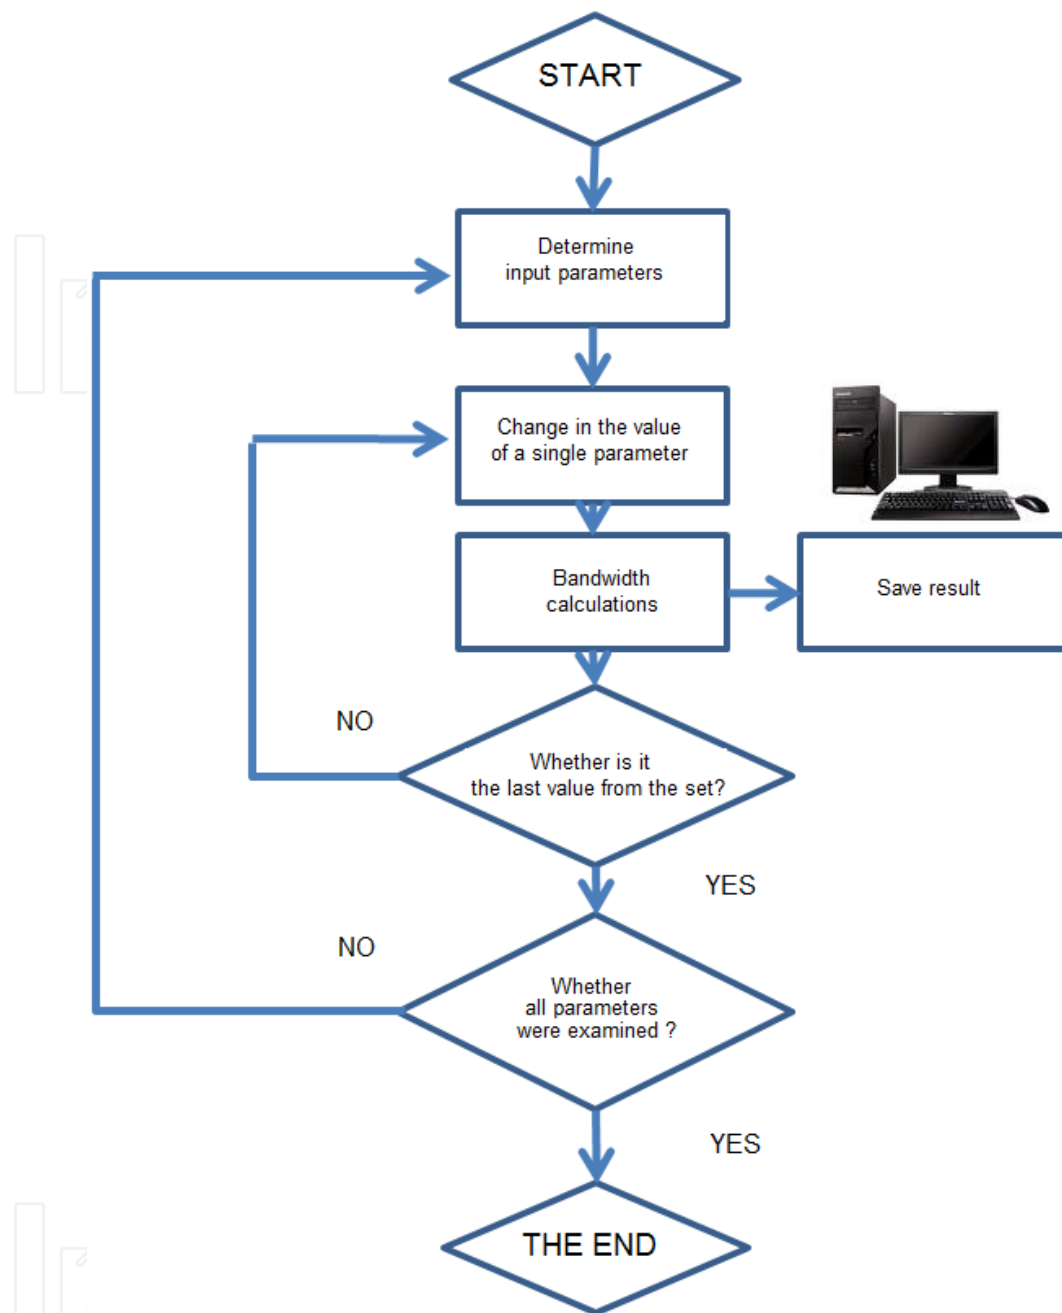 START
Determine
input parameters
Change in the value
of a single parameter
Bandwidth
calculations
Save result
NO
Whether is it
the last value from the set?
YES
NO
Whether
all parameters
were examined ?
YES
THE END